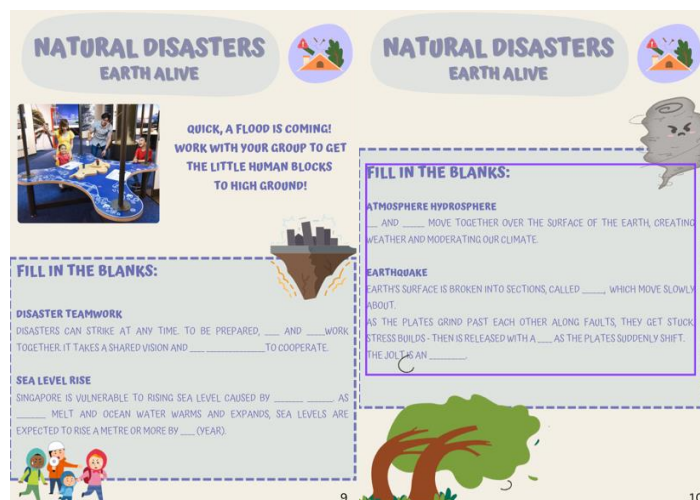 NATURAL DISASTERS
EARTH ALIVE
QUICK, A FLOOD IS COMING!
WORK WITH YOUR GROUP TO GET
THE LITTLE HUMAN BLOCKS
TO HIGH GROUND!
FILL IN THE BLANKS:
DISASTER TEAMWORK
DISASTERS CAN STRIKE AT ANY TIME. TO BE PREPARED, ___ AND ____WORK
TOGETHER. IT TAKES A SHARED VISION AND ___ ______________TO COOPERATE.
SEA LEVEL RISE
SINGAPORE IS VULNERABLE TO RISING SEA LEVEL CAUSED BY ______ ______. AS
______ MELT AND OCEAN WATER WARMS AND EXPANDS, SEA LEVELS ARE
EXPECTED TO RISE A METRE OR MORE BY ___ (YEAR).
9
NATURAL DISASTERS
EARTH ALIVE
FILL IN THE BLANKS:
ATMOSPHERE HYDROSPHERE
__ AND ____ MOVE TOGETHER OVER THE SURFACE OF THE EARTH, CREATING
WEATHER AND MODERATING OUR CLIMATE.
EARTHQUAKE
EARTH'S SURFACE IS BROKEN INTO SECTIONS, CALLED ____, WHICH MOVE SLOWLY
ABOUT.
AS THE PLATES GRIND PAST EACH OTHER ALONG FAULTS, THEY GET STUCK.
STRESS BUILDS - THEN IS RELEASED WITH A ___ AS THE PLATES SUDDENLY SHIFT.
THE JOLT IS AN ________.
10